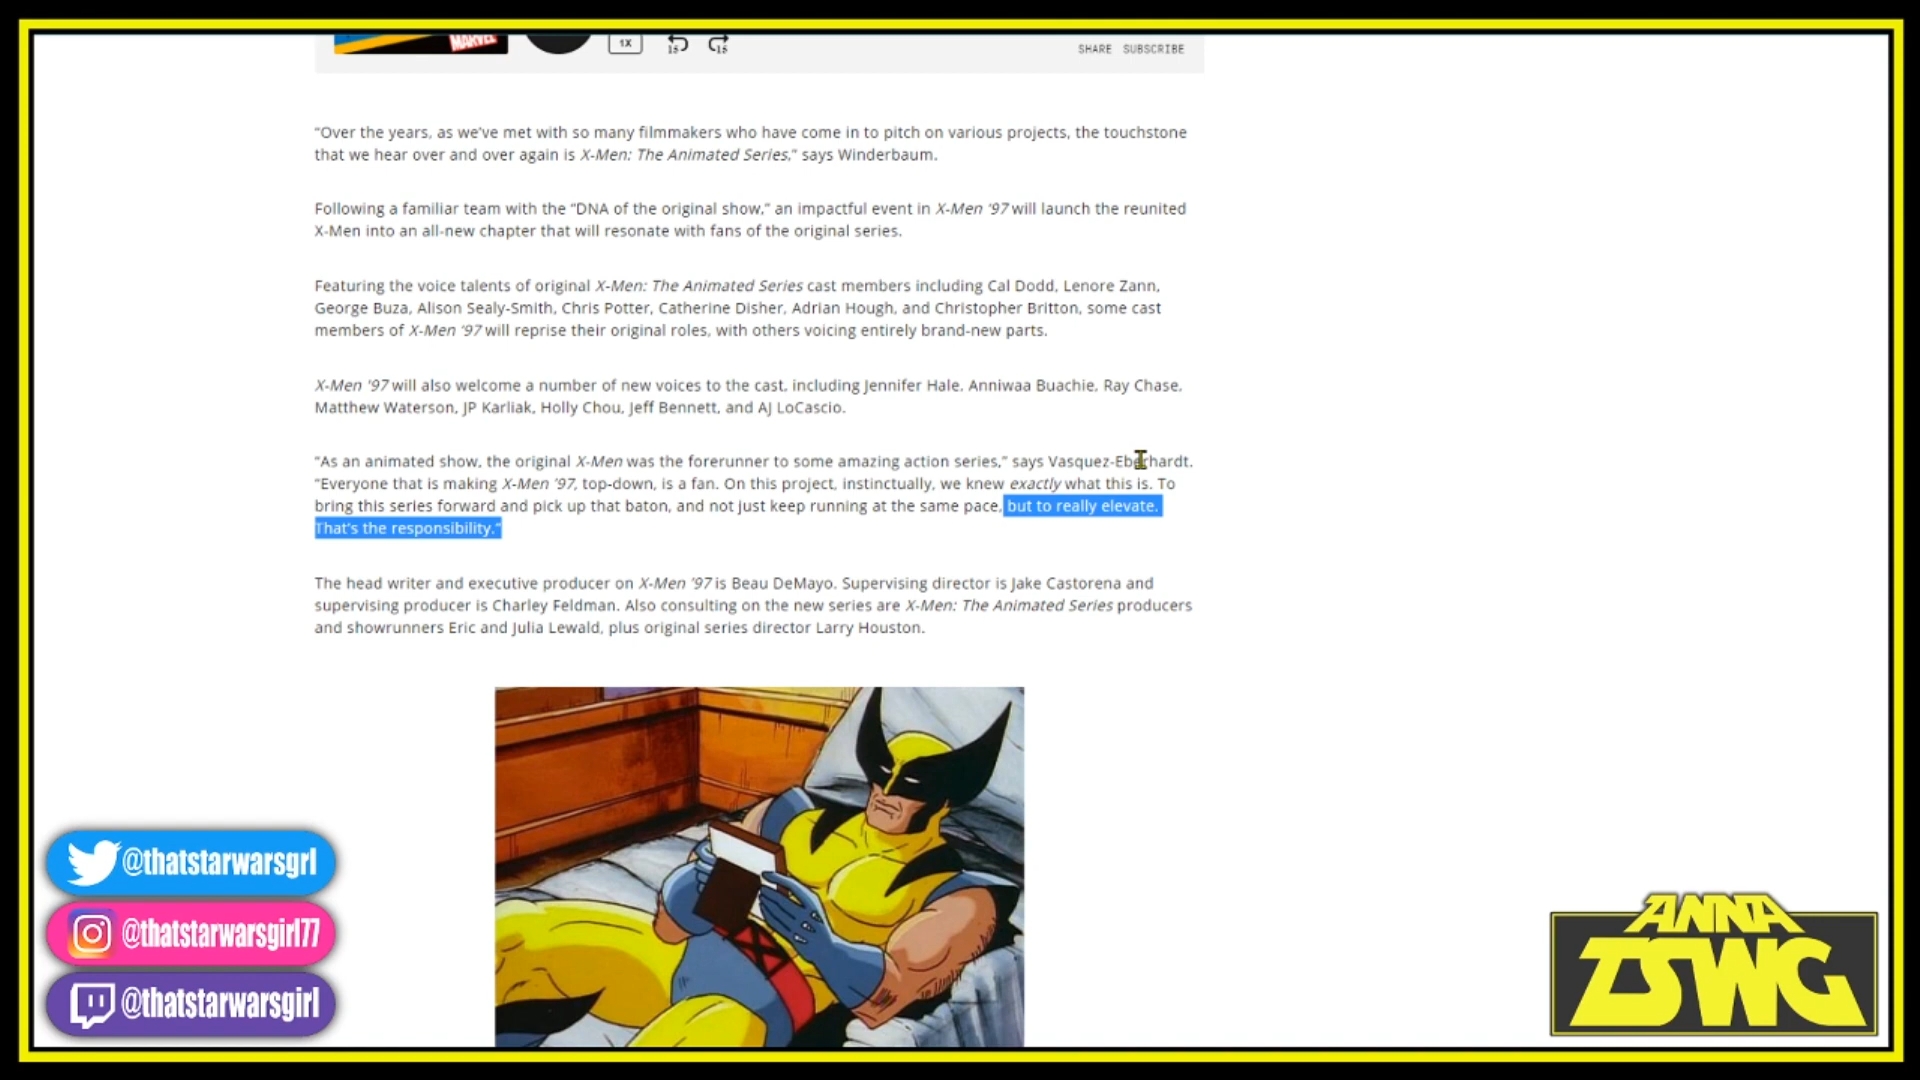 MARVEL
1X
15
15
SHARE SUBSCRIBE
“Over the years, as we’ve met with so many filmmakers who have come in to pitch on various projects, the touchstone
that we hear over and over again is X-Men: The Animated Series,” says Winderbaum.
Following a familiar team with the “DNA of the original show,” an impactful event in X-Men ’97 will launch the reunited
X-Men into an all-new chapter that will resonate with fans of the original series.
Featuring the voice talents of original X-Men: The Animated Series cast members including Cal Dodd, Lenore Zann,
George Buza, Alison Sealy-Smith, Chris Potter, Catherine Disher, Adrian Hough, and Christopher Britton, some cast
members of X-Men ’97 will reprise their original roles, with others voicing entirely brand-new parts.
X-Men ’97 will also welcome a number of new voices to the cast, including Jennifer Hale, Anniwaa Buachie, Ray Chase,
Matthew Waterson, JP Karliak, Holly Chou, Jeff Bennett, and AJ LoCascio.
“As an animated show, the original X-Men was the forerunner to some amazing action series,” says Vasquez-Eberhardt.
“Everyone that is making X-Men ’97, top-down, is a fan. On this project, instinctually, we knew exactly what this is. To
bring this series forward and pick up that baton, and not just keep running at the same pace, but to really elevate.
That’s the responsibility.”
The head writer and executive producer on X-Men ’97 is Beau DeMayo. Supervising director is Jake Castorena and
supervising producer is Charley Feldman. Also consulting on the new series are X-Men: The Animated Series producers
and showrunners Eric and Julia Lewald, plus original series director Larry Houston.
@thatstarwarsgrl
@thatstarwarsgirl77
@thatstarwarsgirl
ANNA
TSWG